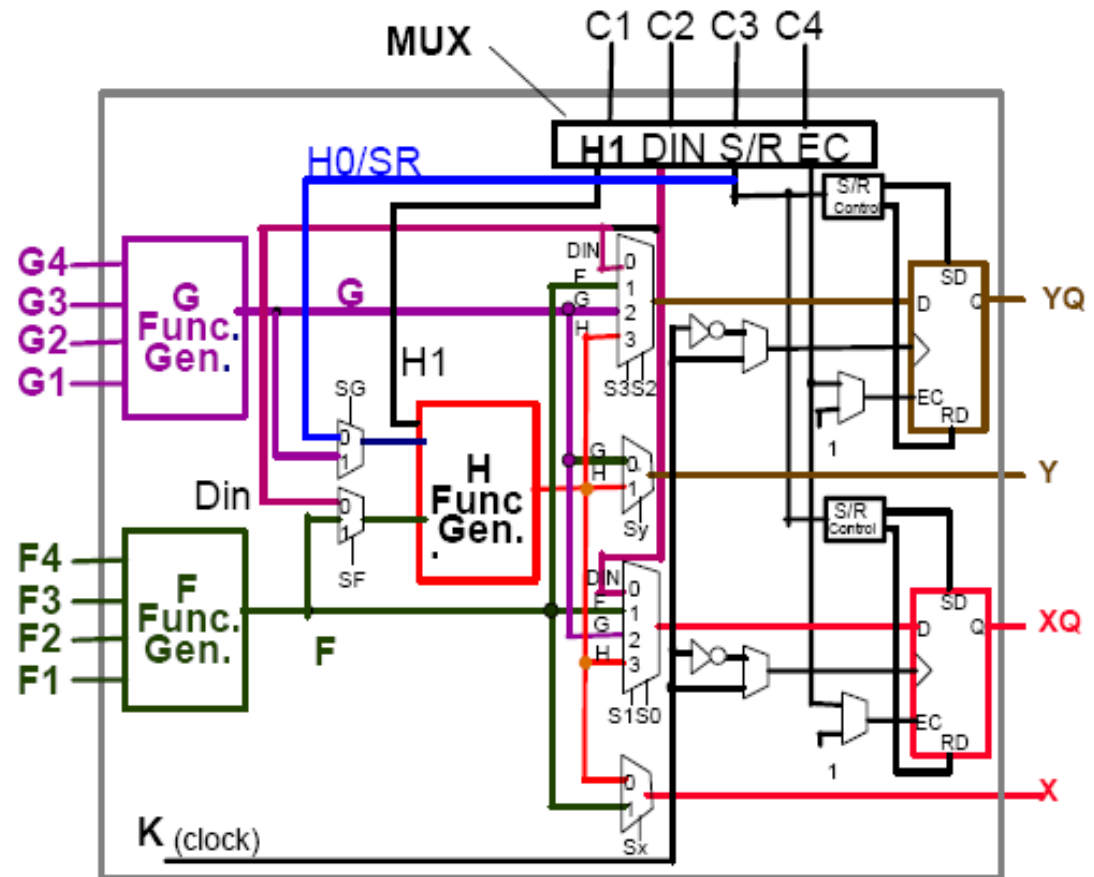 C1 C2 C3 C4
MUX
H1 DIN S/R EC
H0/SR
S/R
Control
G4
G3
G2
G1
G
Func.
Gen.
G
DIN
F
G
H
0
1
2
3
S3S2
SD
D
Q
EC
RD
YQ
1
H1
SG
0
1
H
Func
Gen.
.
G
H
0
1
Sy
Y
Din
0
1
SF
S/R
Control
F4
F3
F2
F1
F
Func.
Gen.
F
DIN
F
G
H
0
1
2
3
S1S0
SD
D
Q
EC
RD
XQ
1
0
1
Sx
X
K (clock)